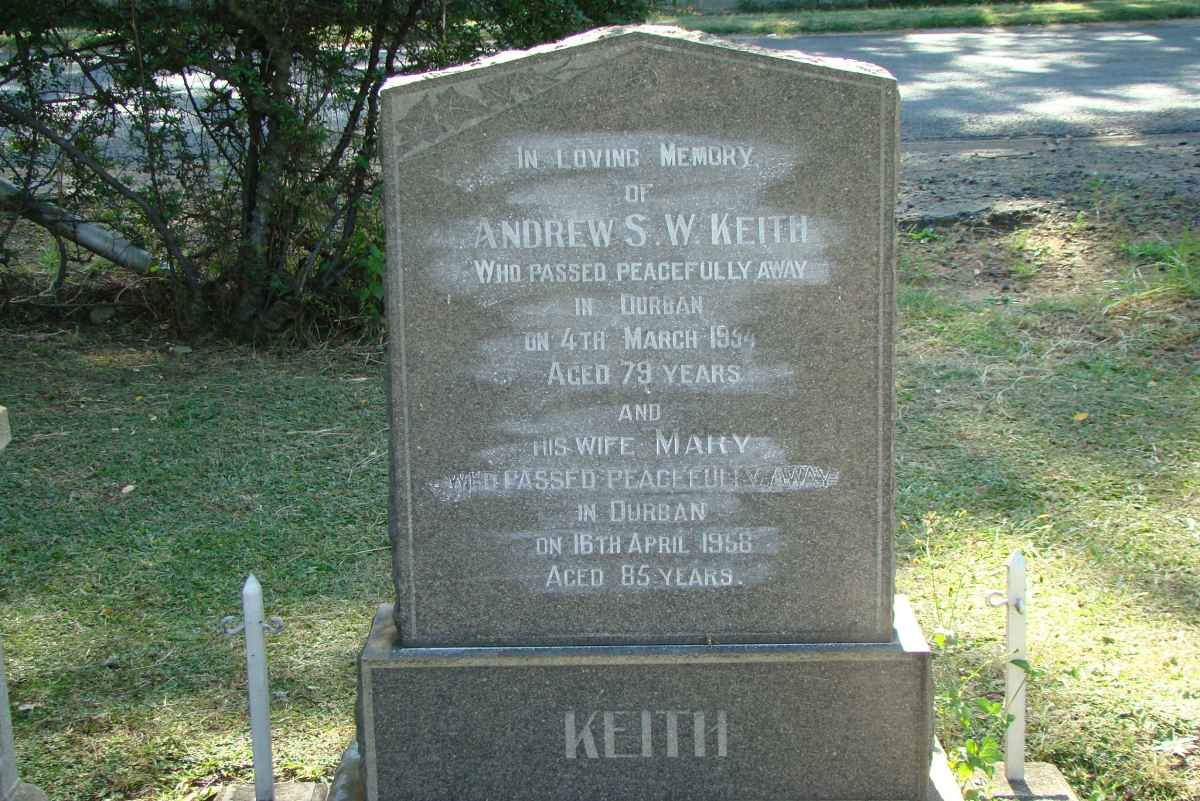 IN LOVING MEMORY
OF
ANDREW S. W. KEITH
WHO PASSED PEACEFULLY AWAY
IN DURBAN
ON 4TH MARCH 1954
AGED 79 YEARS
AND
HIS WIFE MARY
WHO PASSED PEACEFULLY AWAY
IN DURBAN
ON 16TH APRIL 1958
AGED 85 YEARS.
KEITH